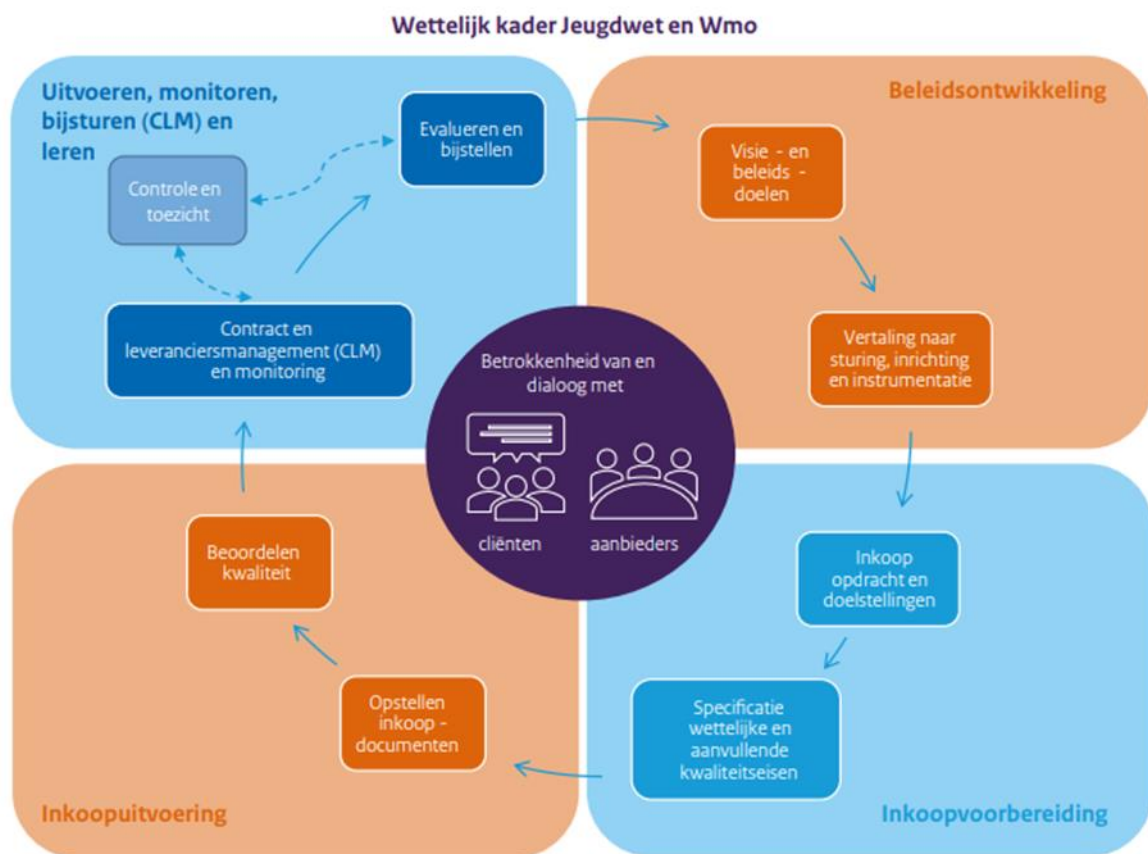 Wettelijk kader Jeugdwet en Wmo
Uitvoeren, monitoren,
bijsturen (CLM) en
leren
Evalueren en
bijstellen
Controle en
toezicht
Contract en
leveranciersmanagement (CLM)
en monitoring
Beleidsontwikkeling
Visie - en
beleids -
doelen
Vertaling naar
sturing, inrichting
en instrumentatie
Betrokkenheid van en
dialoog met
cliënten
aanbieders
Inkoop
opdracht en
doelstellingen
Specificatie
wettelijke en
aanvullende
kwaliteitseisen
Inkoopvoorbereiding
Beoordelen
kwaliteit
Opstellen
inkoop -
documenten
Inkoopuitvoering